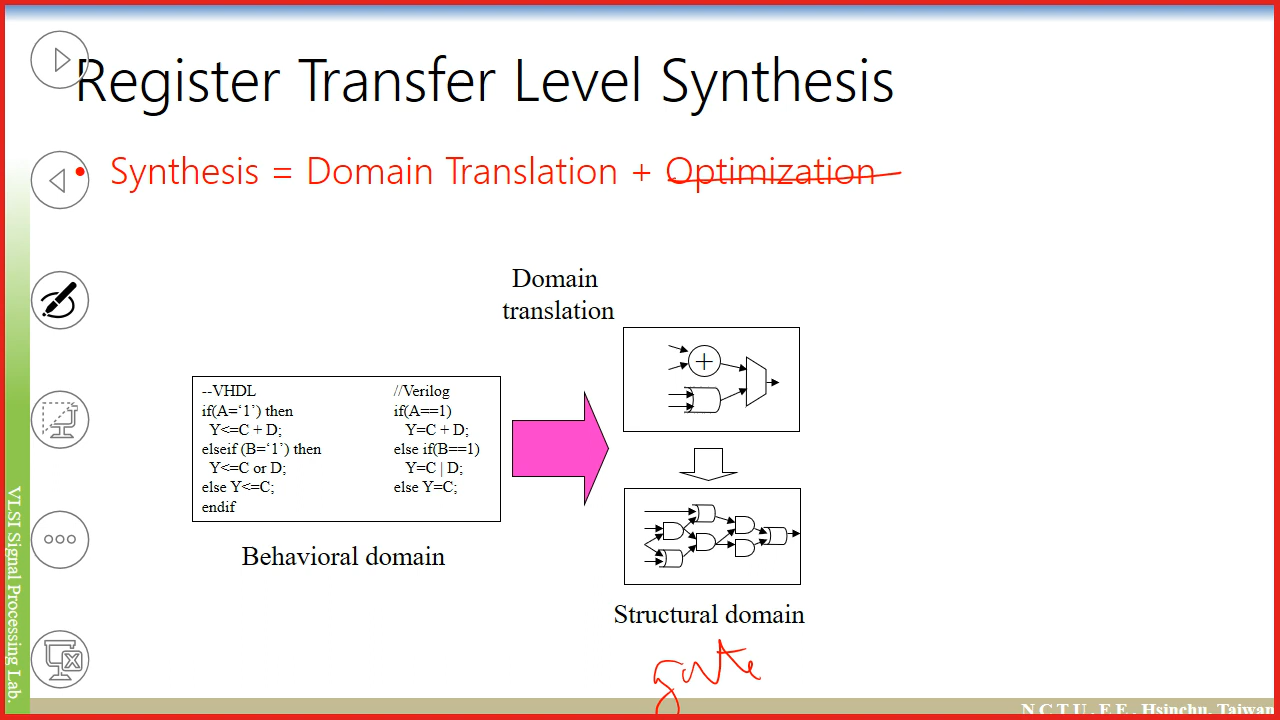 Register Transfer Level Synthesis
Synthesis = Domain Translation + Optimization
Domain
translation
--VHDL
if(A=‘1’) then
Y<=C + D;
elseif (B=‘1’) then
Y<=C or D;
else Y<=C;
endif
//Verilog
if(A==1)
Y=C + D;
else if(B==1)
Y=C | D;
else Y=C;
+
Behavioral domain
Structural domain
gate
VLSI Signal Processing Lab.
N C T U . E E . Hsinchu, Taiwan